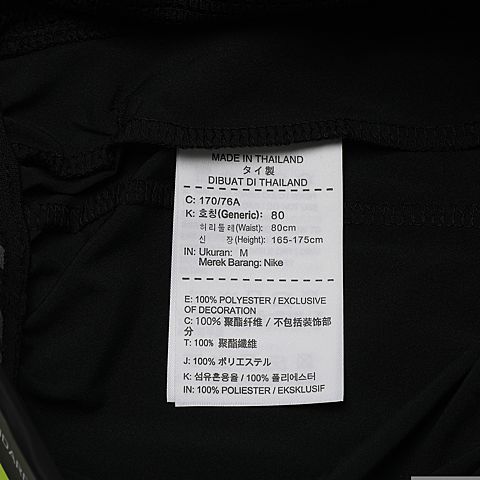 MADE IN THAILAND
タイ製
DIBUAT DI THAILAND
C: 170/76A
K: 호칭(Generic): 80
허리둘레(Waist): 80cm
신 장(Height): 165-175cm
IN: Ukuran: M
Merek Barang: Nike
E: 100% POLYESTER / EXCLUSIVE
OF DECORATION
C: 100% 聚酯纤维 / 不包括装饰部
分
T: 100% 聚酯纖維
J: 100% ポリエステル
K: 섬유혼용율 / 100% 폴리에스터
IN: 100% POLIESTER / EKSKLUSIF